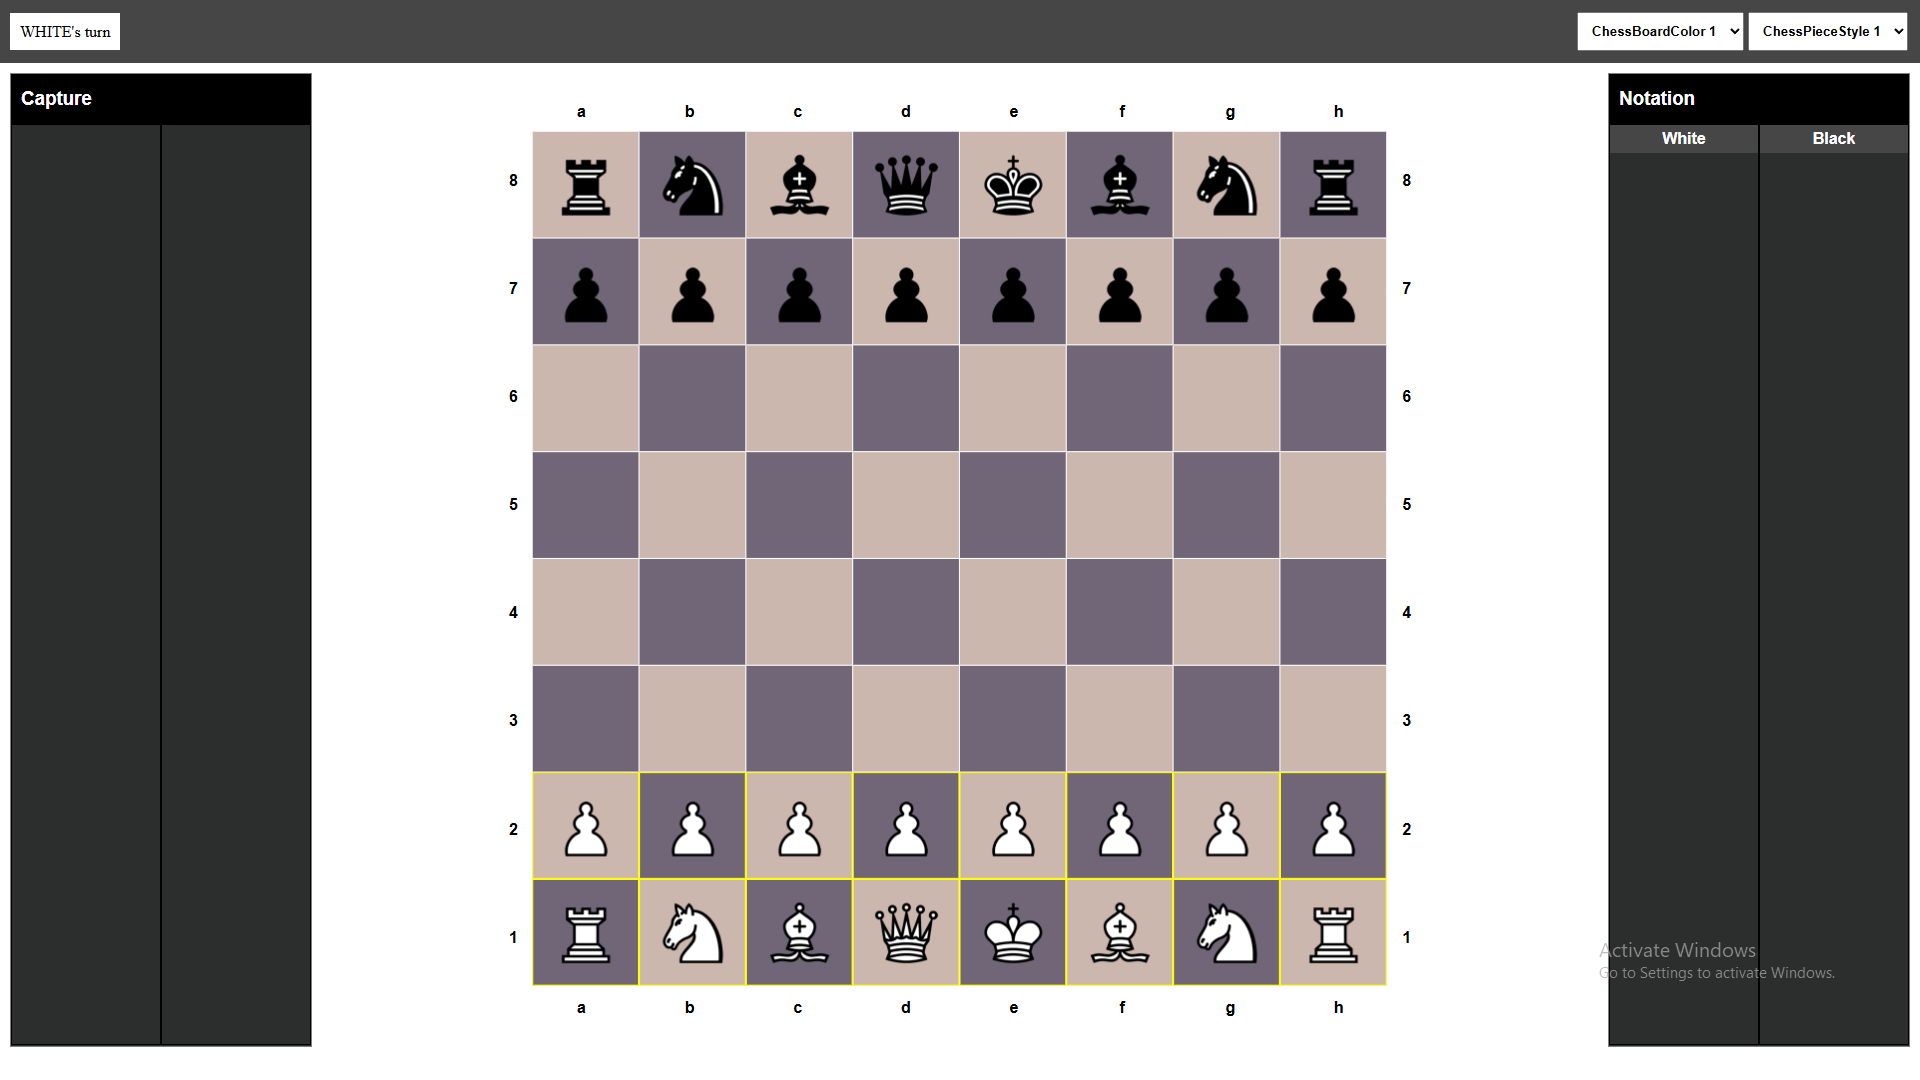 WHITE's turn
ChessBoardColor 1
ChessPieceStyle 1
Capture
Notation
White Black
a b c d e f g h
8 8
7 7
6 6
5 5
4 4
3 3
2 2
1 1
a b c d e f g h
Activate Windows
Go to Settings to activate Windows.